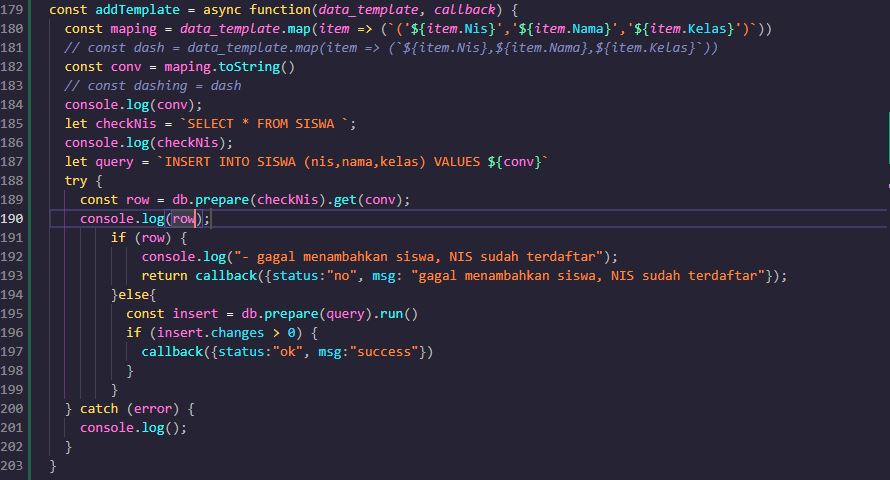 179 const addTemplate = async function(data_template, callback) {
180 const maping = data_template.map(item => (`('${item.Nis}','${item.Nama}','${item.Kelas}')`))
181 // const dash = data_template.map(item => (`${item.Nis},${item.Nama},${item.Kelas}`))
182 const conv = maping.toString()
183 // const dashing = dash
184 console.log(conv);
185 let checkNis = `SELECT * FROM SISWA `;
186 console.log(checkNis);
187 let query = `INSERT INTO SISWA (nis,nama,kelas) VALUES ${conv}`
188 try {
189 const row = db.prepare(checkNis).get(conv);
190 console.log(row);
191 if (row) {
192 console.log("- gagal menambahkan siswa, NIS sudah terdaftar");
193 return callback({status:"no", msg: "gagal menambahkan siswa, NIS sudah terdaftar"});
194 }else{
195 const insert = db.prepare(query).run()
196 if (insert.changes > 0) {
197 callback({status:"ok", msg:"success"})
198 }
199 }
200 } catch (error) {
201 console.log();
202 }
203 }